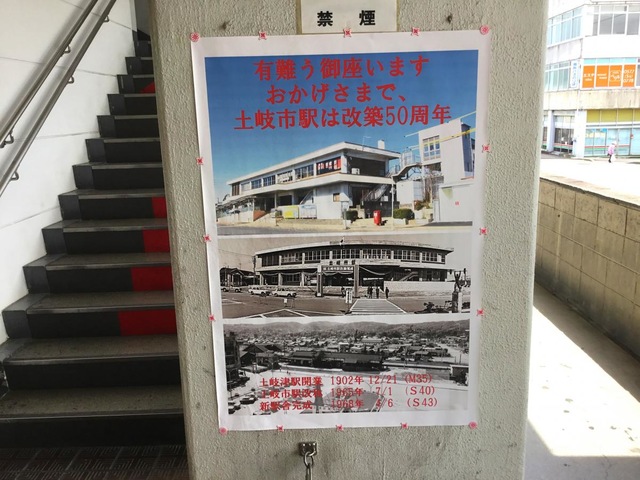 禁煙
有難う御座います
おかげさまで、
土岐市駅は改築50周年
土岐津駅開業 1902年 12/21 (M35)
土岐市駅改称 1965年 7/1 (S40)
新駅舎完成 1968年 4/6 (S43)